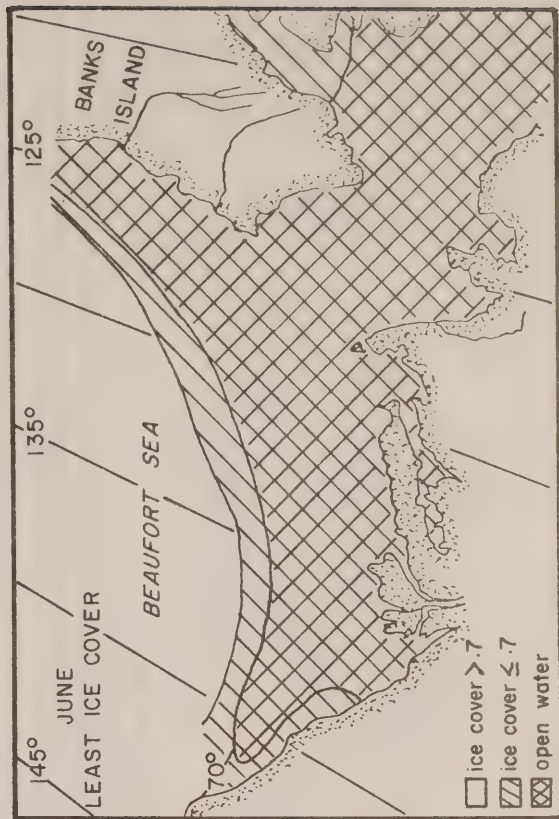 145°
135°
125°
JUNE
LEAST ICE COVER
BEAUFORT SEA
BANKS
ISLAND
70°
ice cover > .7
ice cover ≤ .7
open water